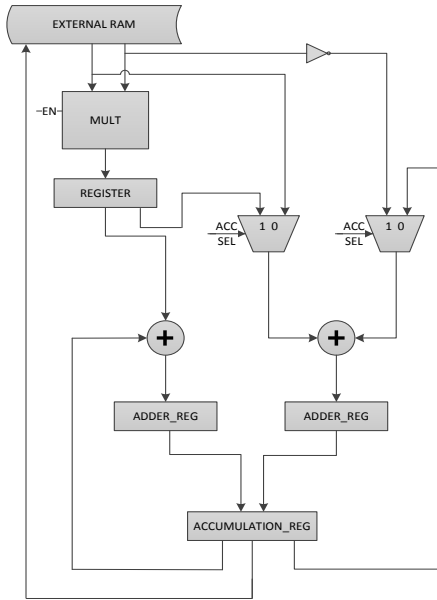 EXTERNAL RAM
EN
MULT
REGISTER
ACC
SEL
1 0
ACC
SEL
1 0
+
+
ADDER_REG
ADDER_REG
ACCUMULATION_REG